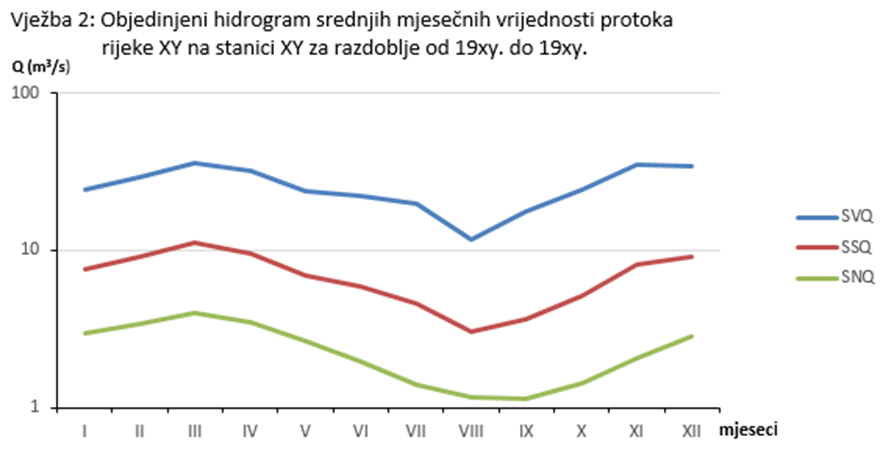 Vježba 2: Objedinjeni hidrogram srednjih mjesečnih vrijednosti protoka
rijeke XY na stanici XY za razdoblje od 19xy. do 19xy.
Q (m³/s)
100
10
1
I II III IV V VI VII VIII IX X XI XII mjeseci
SVQ
SSQ
SNQ